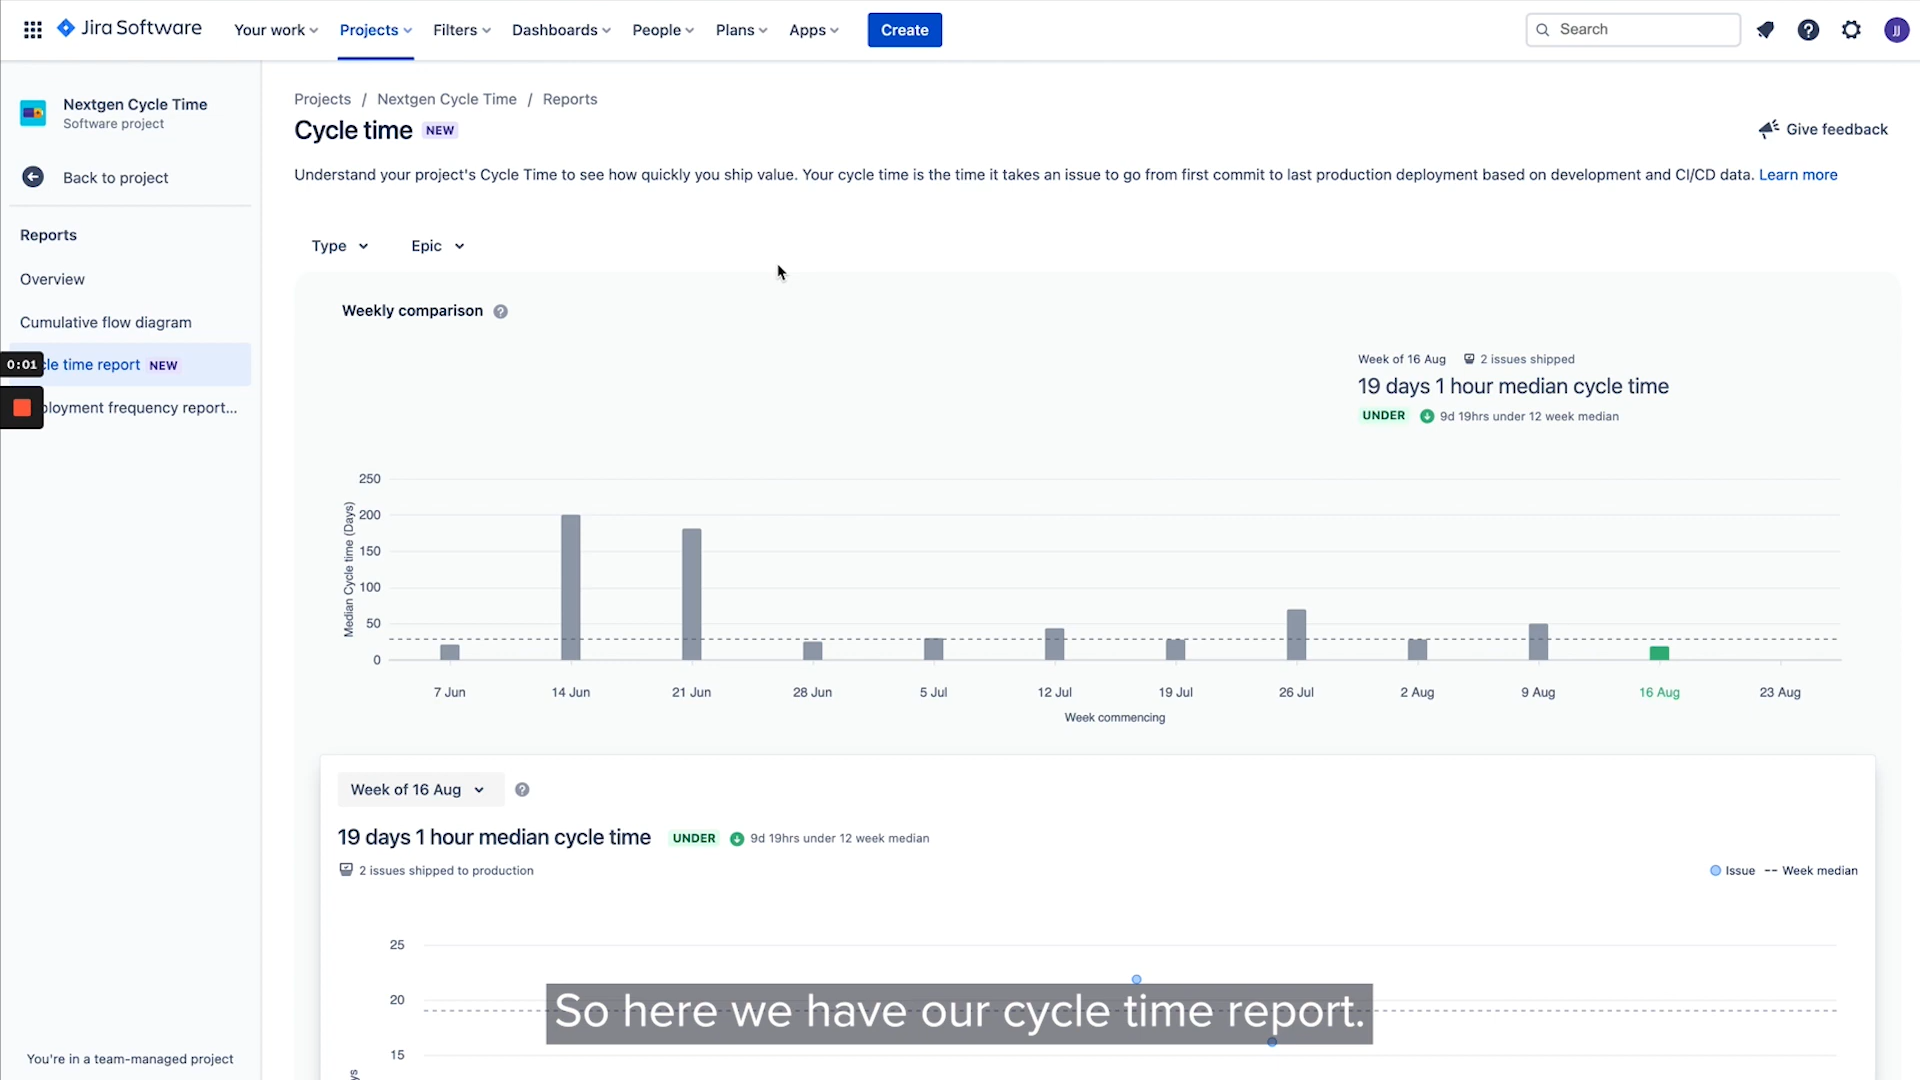 Jira Software
Your work
Projects
Filters
Dashboards
People
Plans
Apps
Create
Search
JJ
Nextgen Cycle Time
Software project
Back to project
Reports
Overview
Cumulative flow diagram
0:01
cle time report NEW
ployment frequency report...
You're in a team-managed project
Projects / Nextgen Cycle Time / Reports
Cycle time NEW
Give feedback
Understand your project's Cycle Time to see how quickly you ship value. Your cycle time is the time it takes an issue to go from first commit to last production deployment based on development and CI/CD data. Learn more
Type
Epic
Weekly comparison ?
Week of 16 Aug 2 issues shipped
19 days 1 hour median cycle time
UNDER 9d 19hrs under 12 week median
Median Cycle time (Days)
250
200
150
100
50
0
7 Jun 14 Jun 21 Jun 28 Jun 5 Jul 12 Jul 19 Jul 26 Jul 2 Aug 9 Aug 16 Aug 23 Aug
Week commencing
Week of 16 Aug ?
19 days 1 hour median cycle time UNDER 9d 19hrs under 12 week median
2 issues shipped to production
Issue -- Week median
25
20
15
So here we have our cycle time report.